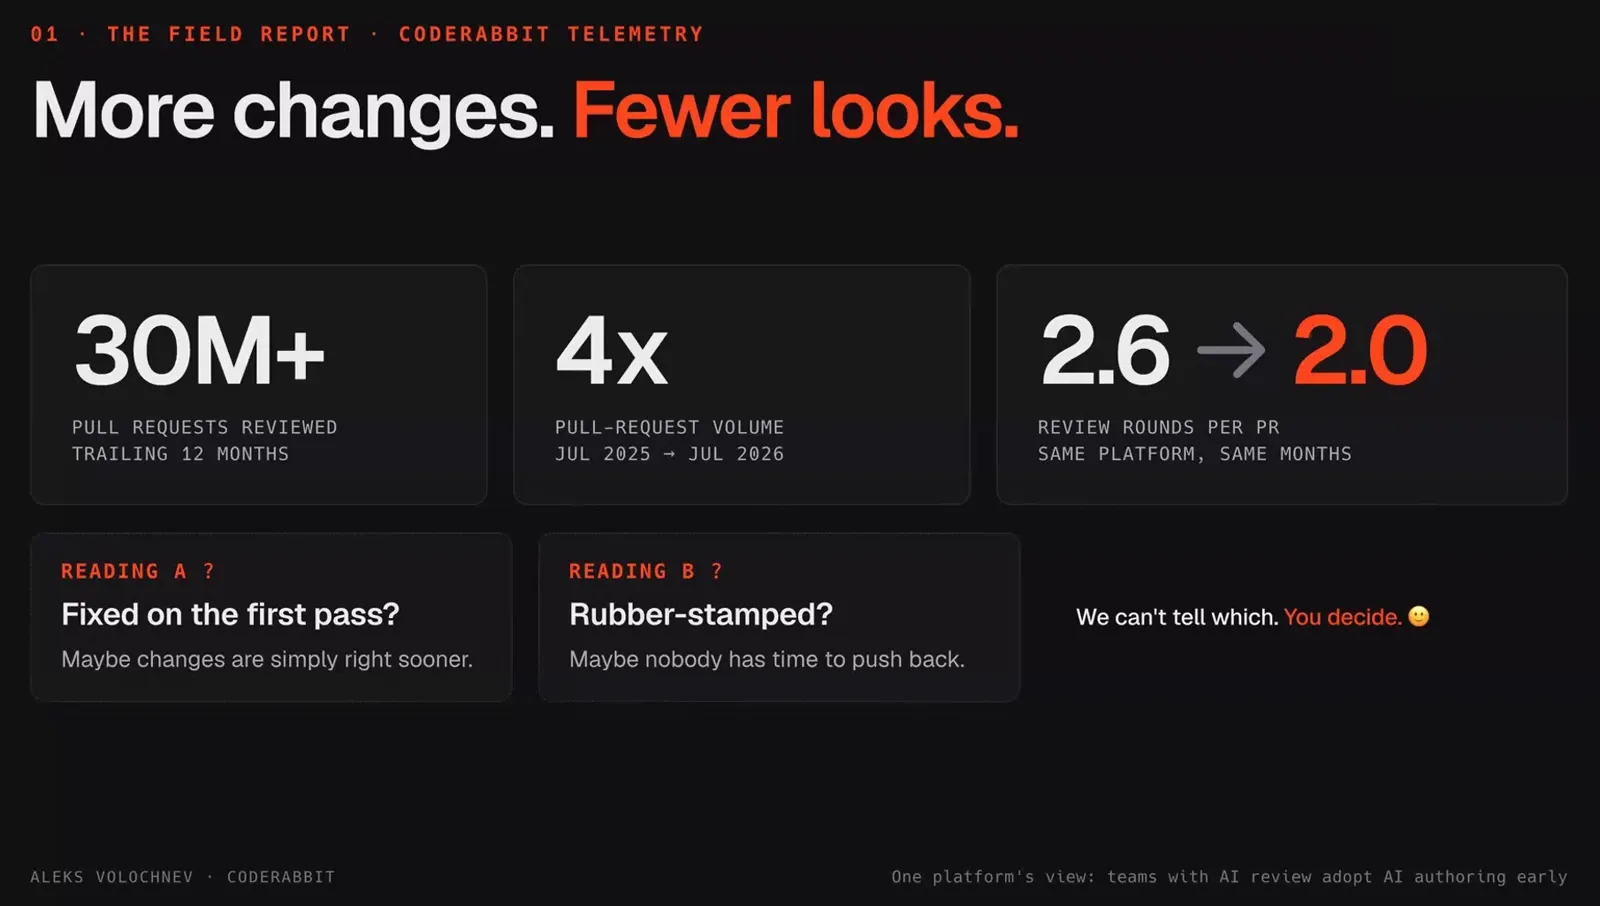 01 · THE FIELD REPORT · CODERABBIT TELEMETRY
More changes. Fewer looks.
30M+
PULL REQUESTS REVIEWED
TRAILING 12 MONTHS
4x
PULL-REQUEST VOLUME
JUL 2025 → JUL 2026
2.6 → 2.0
REVIEW ROUNDS PER PR
SAME PLATFORM, SAME MONTHS
READING A ?
Fixed on the first pass?
Maybe changes are simply right sooner.
READING B ?
Rubber-stamped?
Maybe nobody has time to push back.
We can't tell which. You decide. 🙂
ALEKS VOLOCHNEV · CODERABBIT
One platform's view: teams with AI review adopt AI authoring early